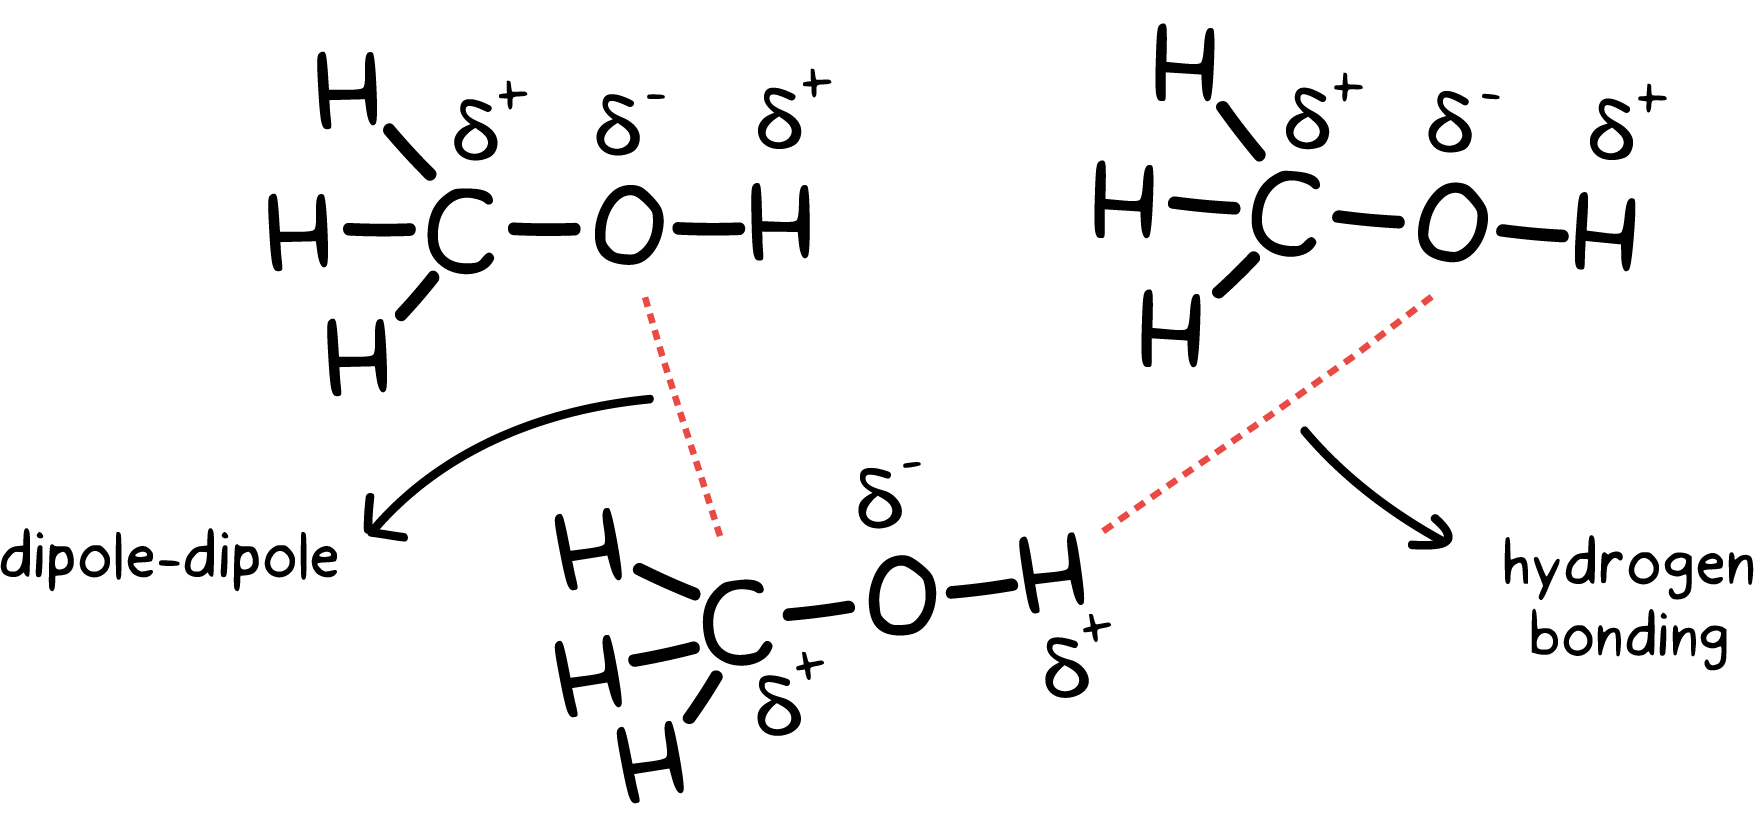 H δ+ δ- δ+
H C O H
H
H δ+ δ- δ+
H C O H
H
dipole-dipole
δ-
H C O H
H δ+ δ+
H
hydrogen
bonding